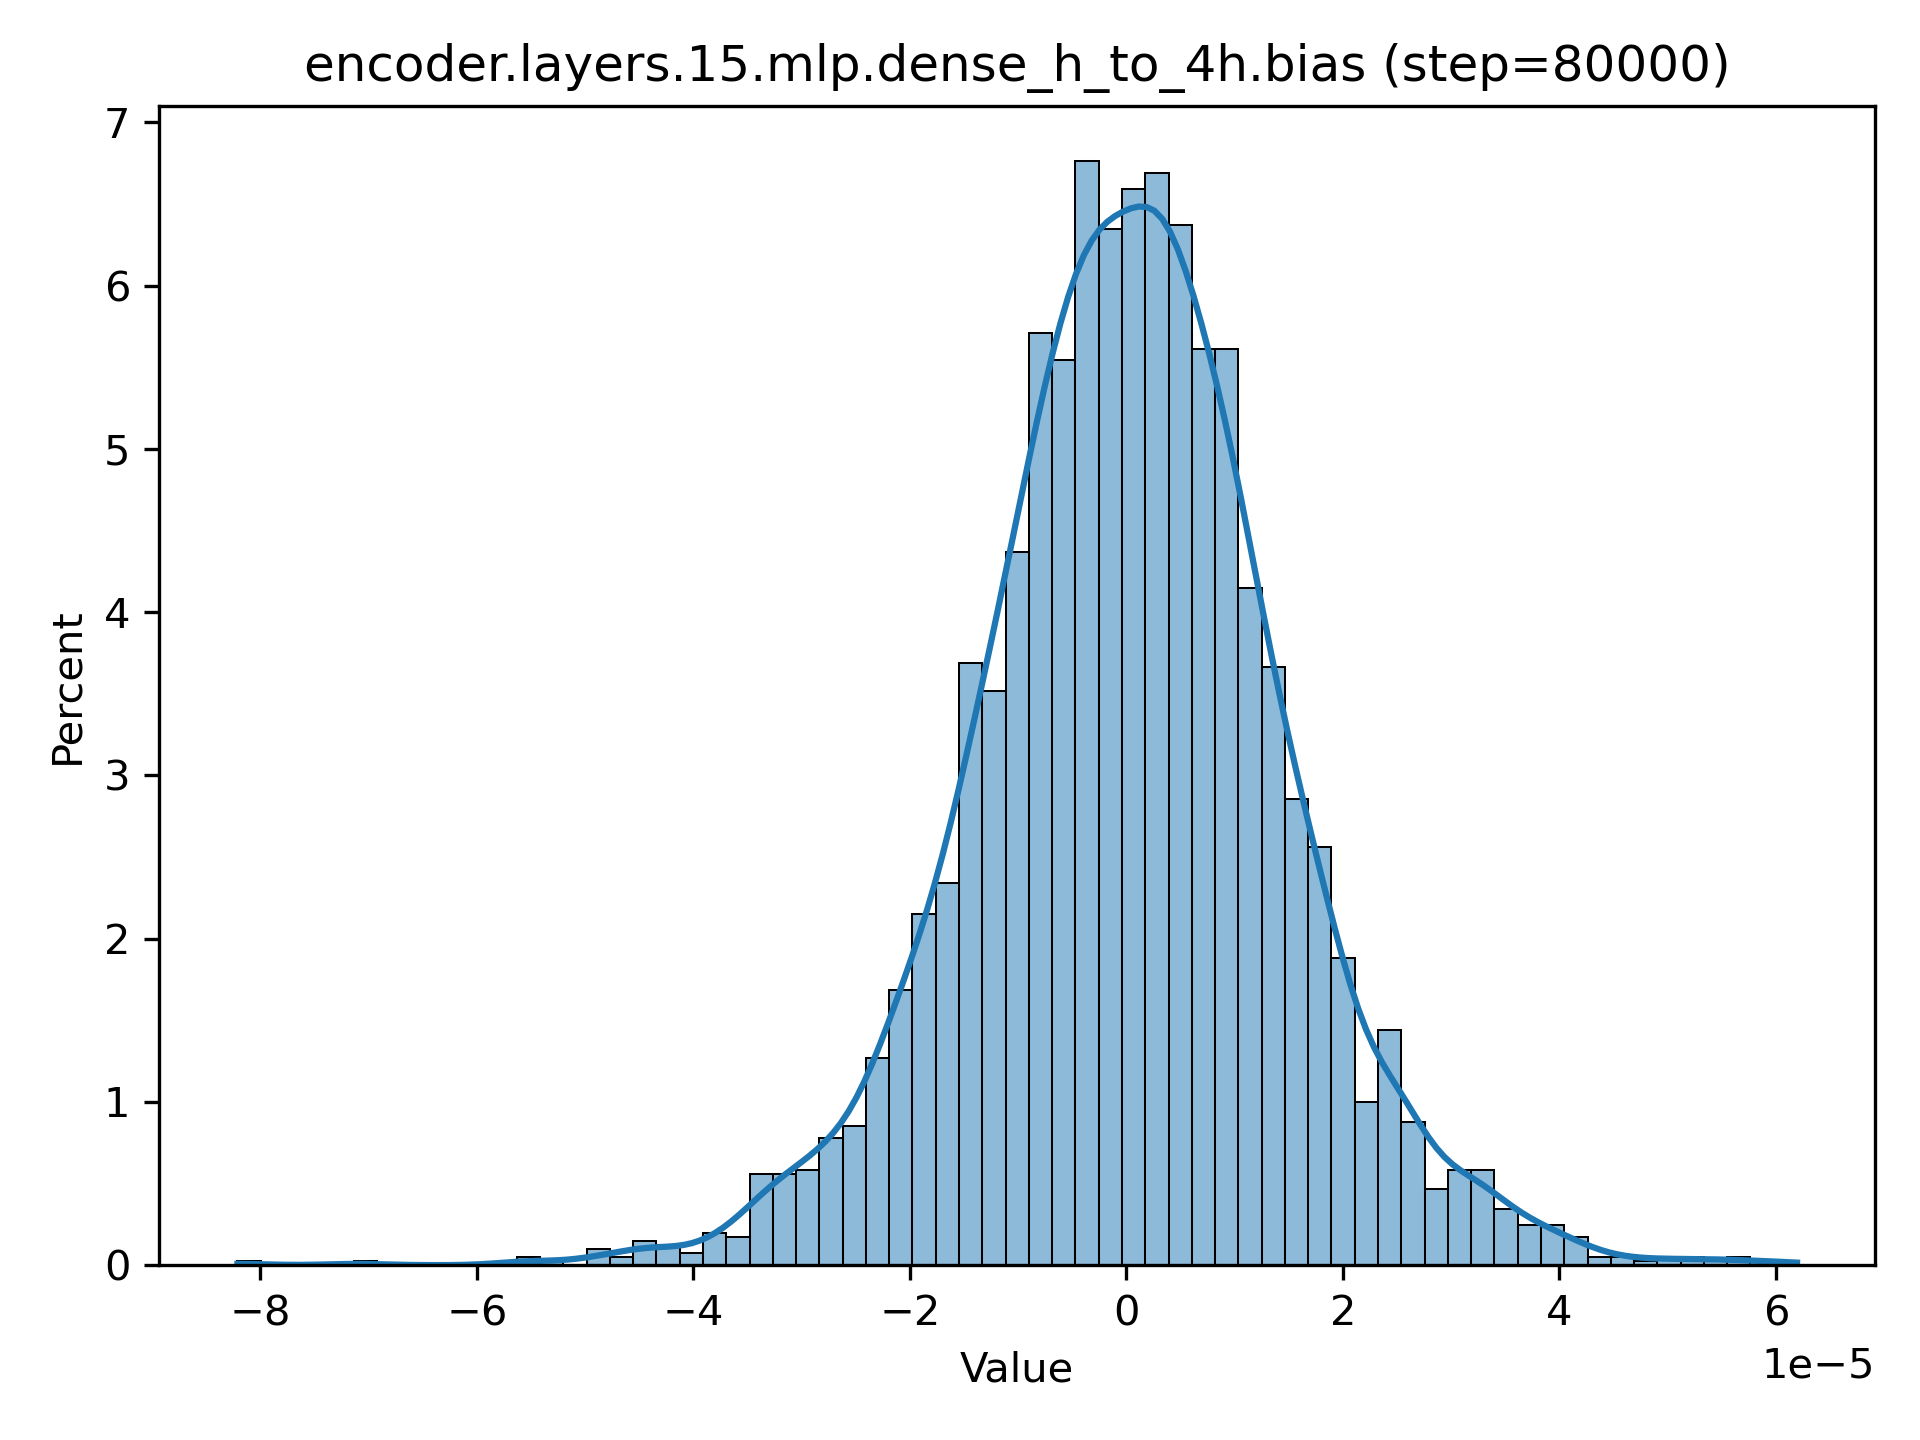 encoder.layers.15.mlp.dense_h_to_4h.bias (step=80000)
7
6
5
4
3
2
1
0
Percent
−8 −6 −4 −2 0 2 4 6
1e−5
Value